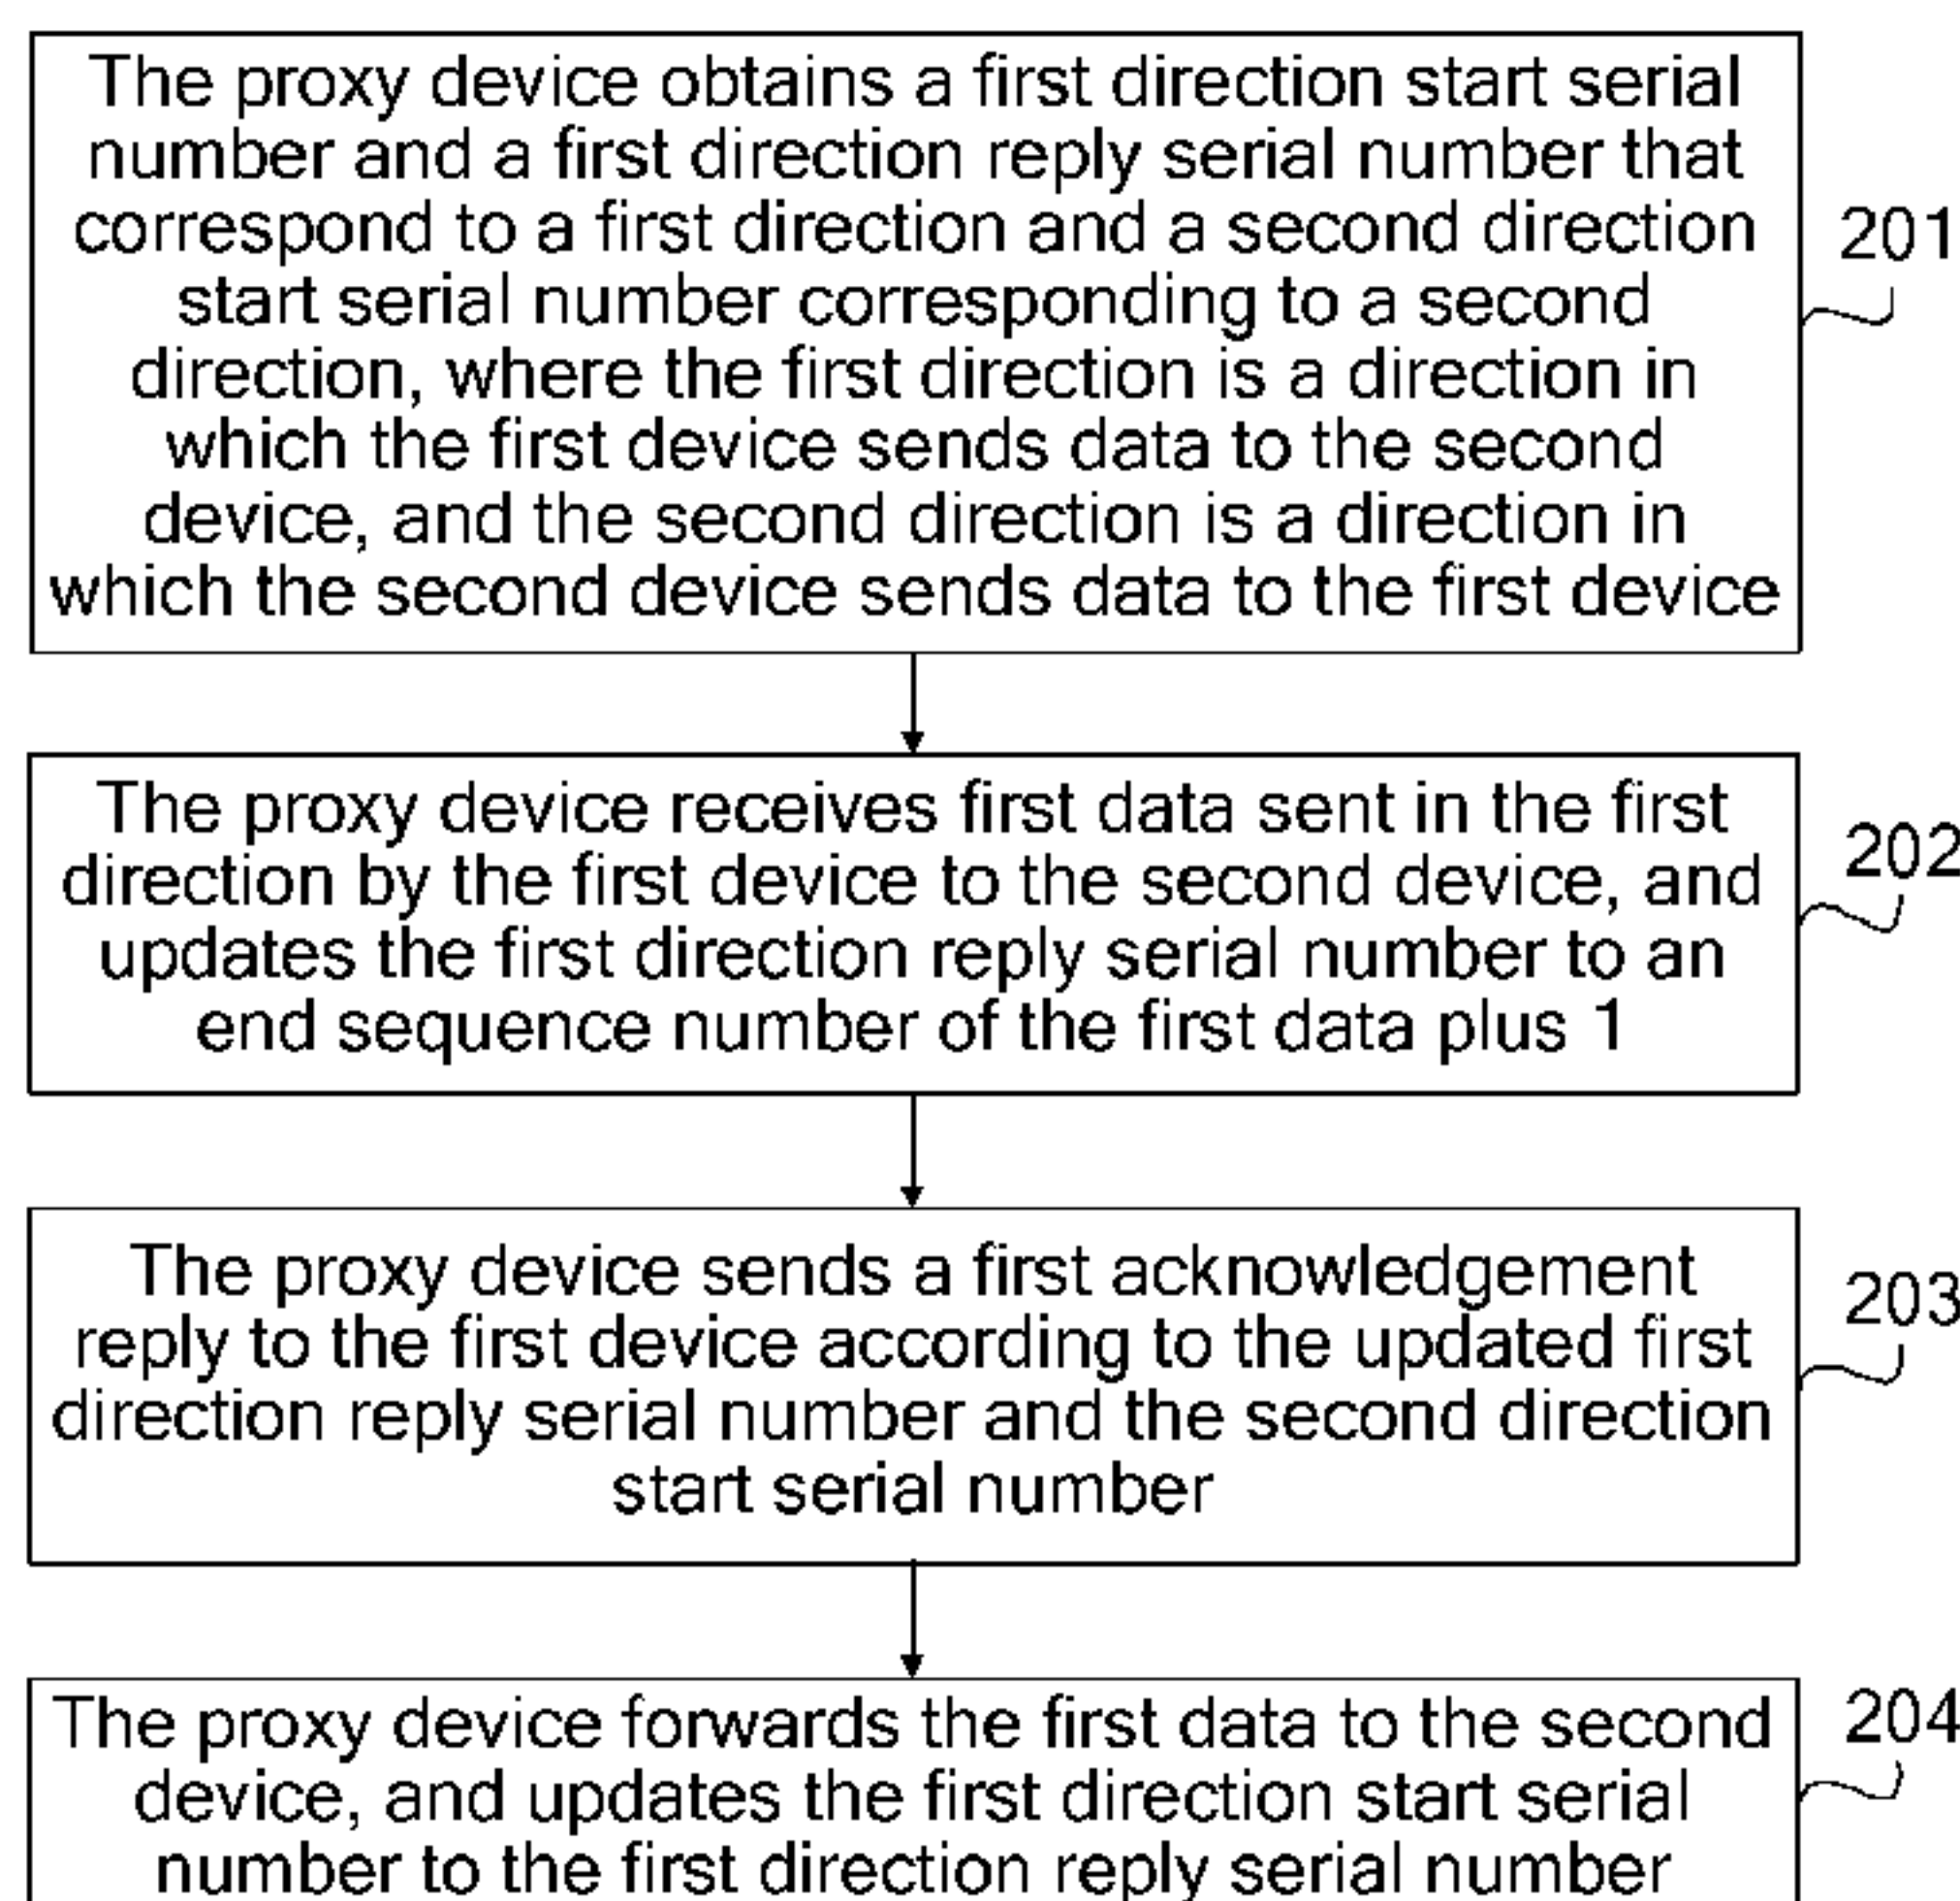 The proxy device obtains a first direction start serial
number and a first direction reply serial number that
correspond to a first direction and a second direction
start serial number corresponding to a second
direction, where the first direction is a direction in
which the first device sends data to the second
device, and the second direction is a direction in
which the second device sends data to the first device
201
The proxy device receives first data sent in the first
direction by the first device to the second device, and
updates the first direction reply serial number to an
end sequence number of the first data plus 1
202
The proxy device sends a first acknowledgement
reply to the first device according to the updated first
direction reply serial number and the second direction
start serial number
203
The proxy device forwards the first data to the second
device, and updates the first direction start serial
number to the first direction reply serial number
204